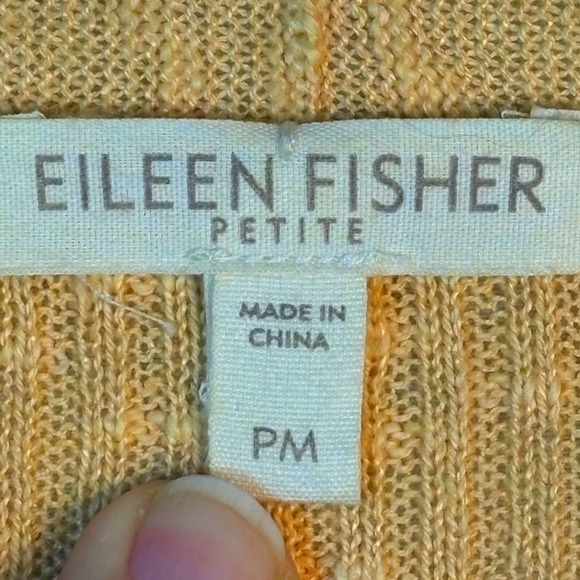 EILEEN FISHER
PETITE
MADE IN
CHINA
PM